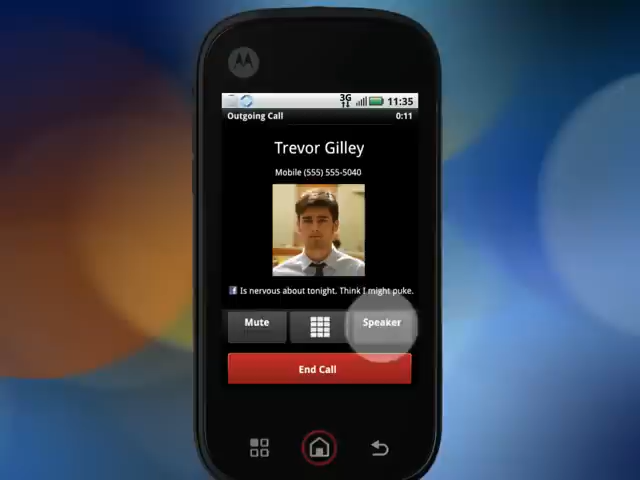 3G 11:35
Outgoing Call 0:11
Trevor Gilley
Mobile (555) 555-5040
Is nervous about tonight. Think I might puke.
Mute Speaker
End Call